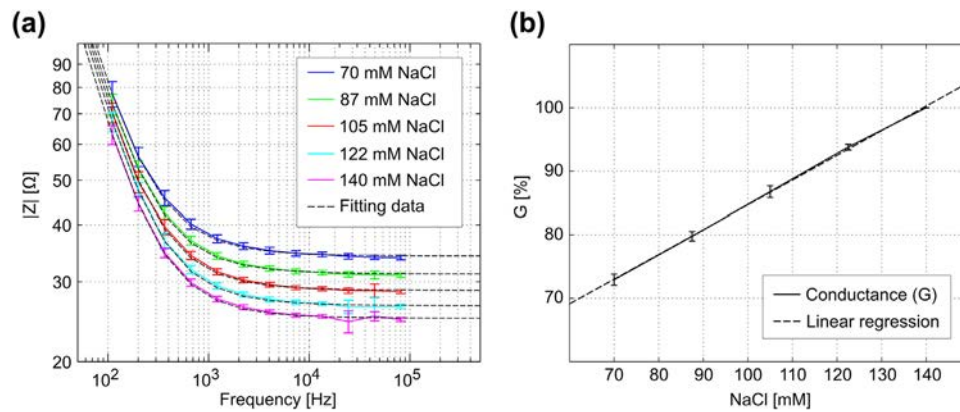 (a)
|Z| [Ω]
90
80
70
60
50
40
30
20
10² 10³ 10⁴ 10⁵
Frequency [Hz]
70 mM NaCl
87 mM NaCl
105 mM NaCl
122 mM NaCl
140 mM NaCl
Fitting data
(b)
G [%]
100
90
80
70
70 80 90 100 110 120 130 140
NaCl [mM]
Conductance (G)
Linear regression